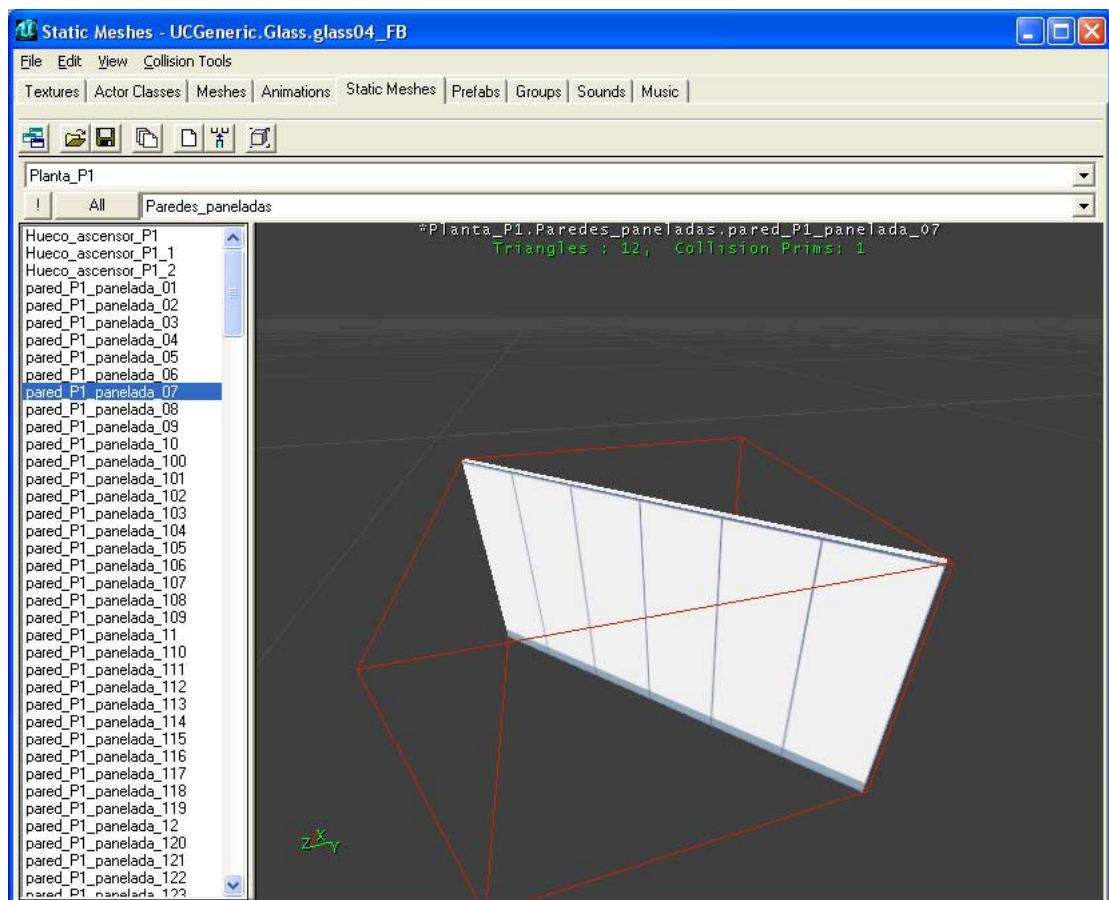 Static Meshes - UCGeneric.Glass.glass04_FB
File Edit View Collision Tools
Textures Actor Classes Meshes Animations Static Meshes Prefabs Groups Sounds Music
Planta_P1
! All Paredes_paneladas
*Planta_P1.Paredes_paneladas.pared_P1_panelada_07
Triangles : 12, Collision Prims: 1
Hueco_ascensor_P1
Hueco_ascensor_P1_1
Hueco_ascensor_P1_2
pared_P1_panelada_01
pared_P1_panelada_02
pared_P1_panelada_03
pared_P1_panelada_04
pared_P1_panelada_05
pared_P1_panelada_06
pared_P1_panelada_07
pared_P1_panelada_08
pared_P1_panelada_09
pared_P1_panelada_10
pared_P1_panelada_100
pared_P1_panelada_101
pared_P1_panelada_102
pared_P1_panelada_103
pared_P1_panelada_104
pared_P1_panelada_105
pared_P1_panelada_106
pared_P1_panelada_107
pared_P1_panelada_108
pared_P1_panelada_109
pared_P1_panelada_11
pared_P1_panelada_110
pared_P1_panelada_111
pared_P1_panelada_112
pared_P1_panelada_113
pared_P1_panelada_114
pared_P1_panelada_115
pared_P1_panelada_116
pared_P1_panelada_117
pared_P1_panelada_118
pared_P1_panelada_119
pared_P1_panelada_12
pared_P1_panelada_120
pared_P1_panelada_121
pared_P1_panelada_122
pared_P1_panelada_123
Z X Y